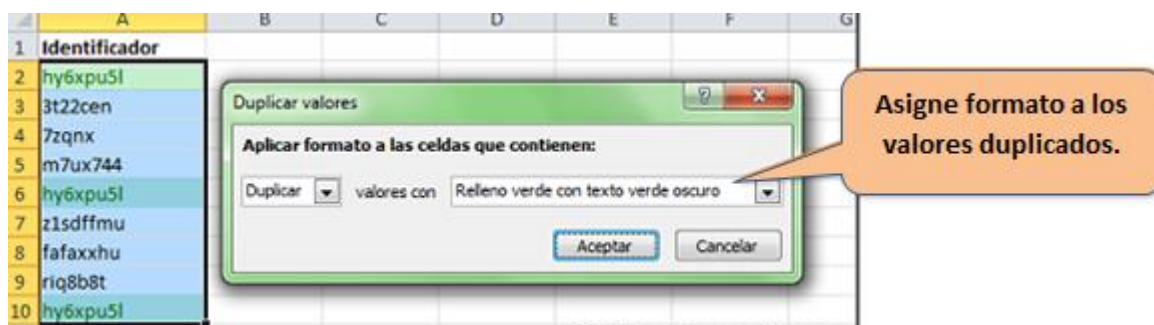 A B C D E F G
1 Identificador
2 hy6xpu5l
3 3t22cen
4 7zqnx
5 m7ux744
6 hy6xpu5l
7 z1sdffmu
8 fafaxxhu
9 riq8b8t
10 hy6xpu5l
Duplicar valores
Aplicar formato a las celdas que contienen:
Duplicar valores con Relleno verde con texto verde oscuro
Aceptar Cancelar
Asigne formato a los
valores duplicados.